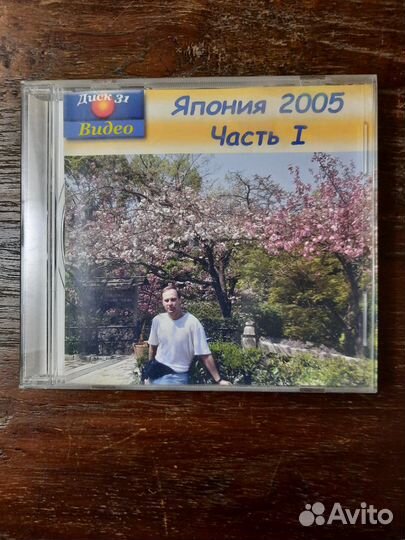 Диск 31
Видео
Япония 2005
Часть I
Avito